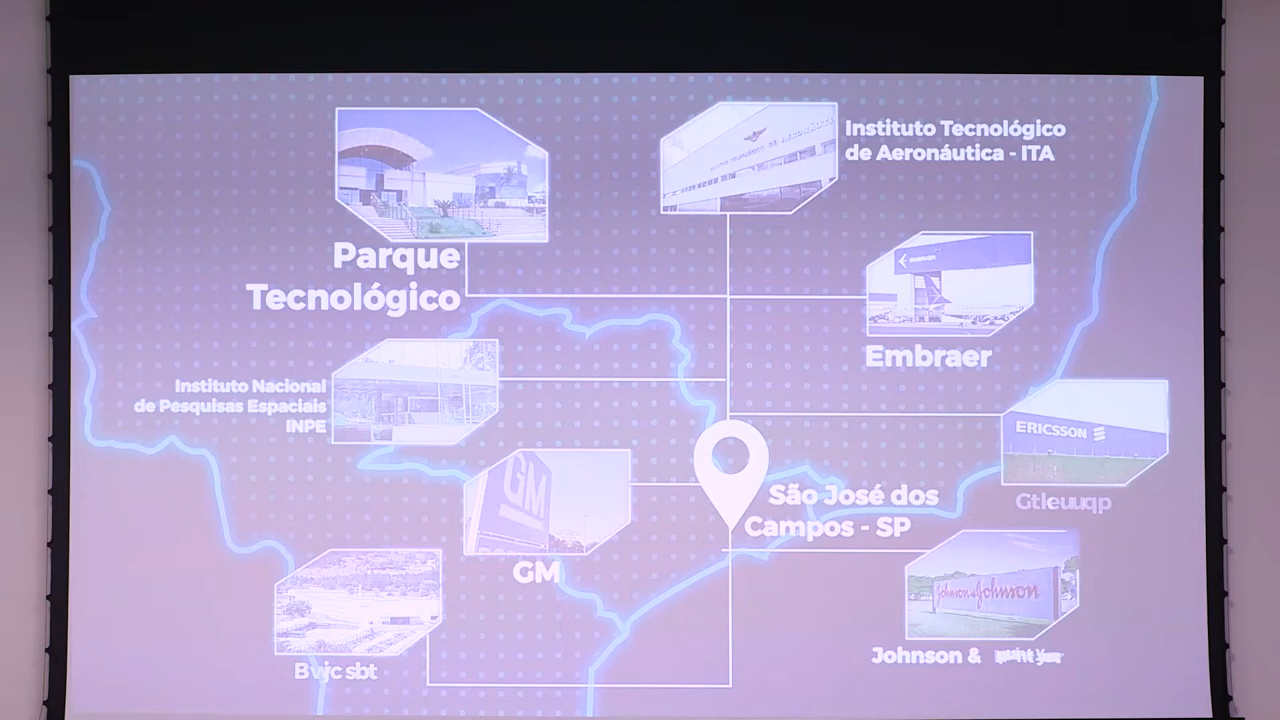 Instituto Tecnológico
de Aeronáutica - ITA
Parque
Tecnológico
EMBRAER
Embraer
Instituto Nacional
de Pesquisas Espaciais
INPE
ERICSSON
GM
São José dos
Campos - SP
GM
Johnson & Johnson
Johnson &